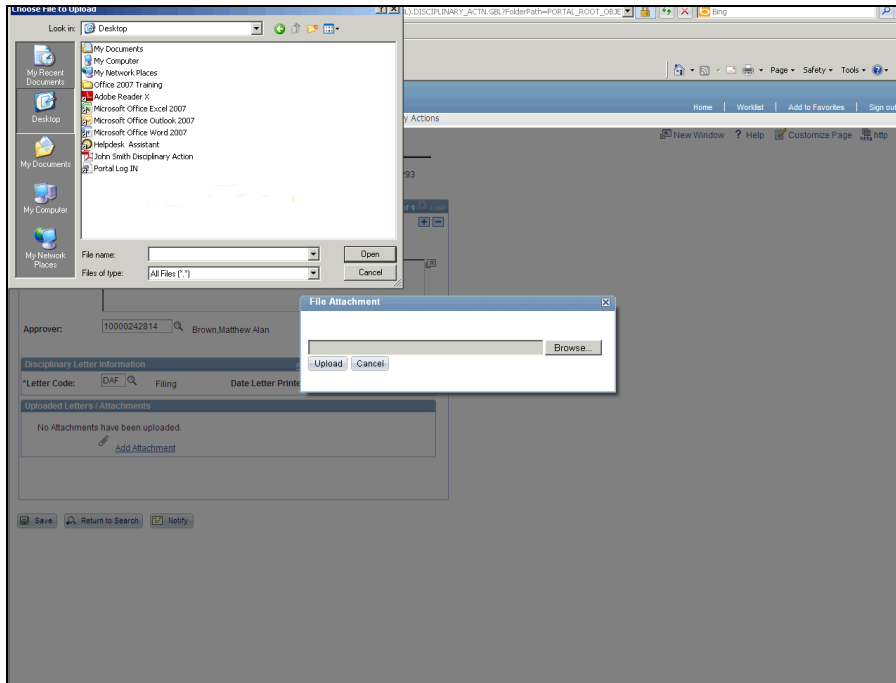 Choose File to Upload
Look in: Desktop
My Recent
Documents
Desktop
My Documents
My Computer
My Network
Places
My Documents
My Computer
My Network Places
Office 2007 Training
Adobe Reader X
Microsoft Office Excel 2007
Microsoft Office Outlook 2007
Microsoft Office Word 2007
Helpdesk Assistant
John Smith Disciplinary Action
Portal Log IN
File name: Open
Files of type: All Files (*.*) Cancel
L).DISCIPLINARY_ACTN.GBL?FolderPath=PORTAL_ROOT_OBJE Bing
Page Safety Tools
Home | Worklist | Add to Favorites | Sign out
y Actions
New Window ? Help Customize Page http
293
of 1 Last
File Attachment
Browse...
Upload Cancel
Approver: 10000242814 Brown,Matthew Alan
Disciplinary Letter Information
*Letter Code: DAF Filing Date Letter Printe
Uploaded Letters / Attachments
No Attachments have been uploaded.
Add Attachment
Save Return to Search Notify